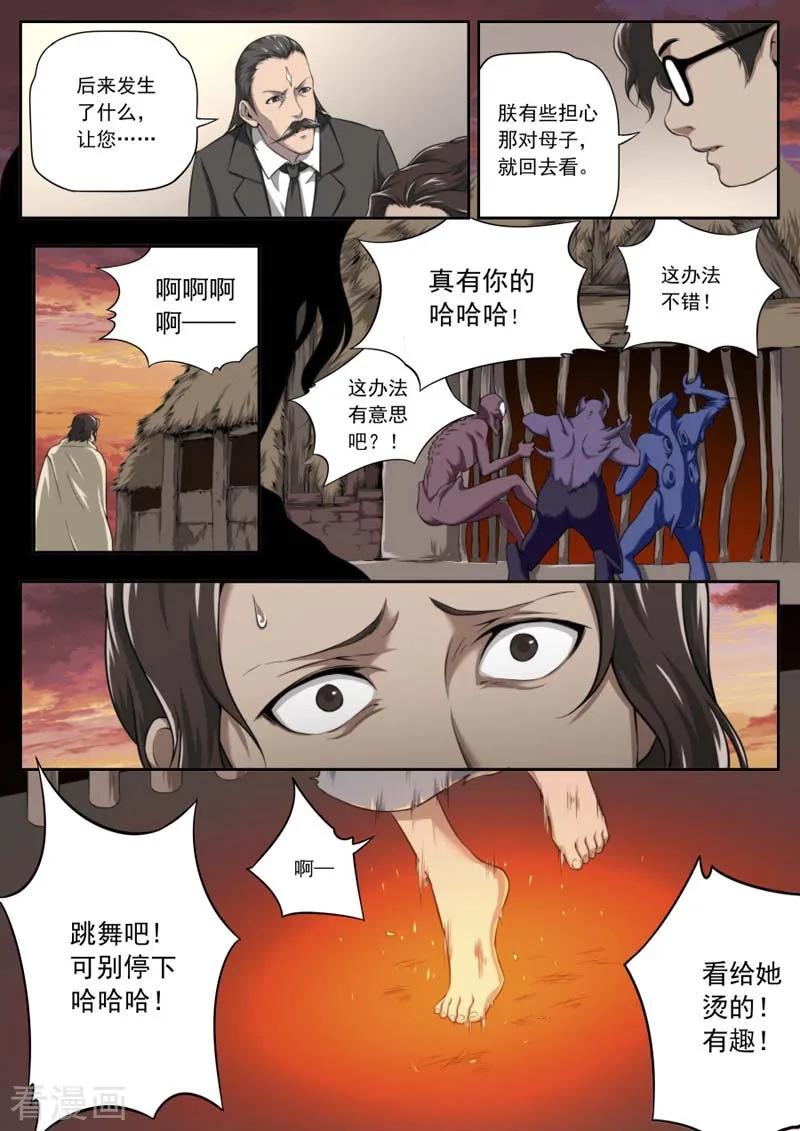 后来发生
了什么，
让您……
朕有些担心
那对母子，
就回去看。
啊啊啊
啊——
真有你的
哈哈哈！
这办法
不错！
这办法
有意思
吧？！
啊—
跳舞吧！
可别停下
哈哈哈！
看给她
烫的！
有趣！
看漫画